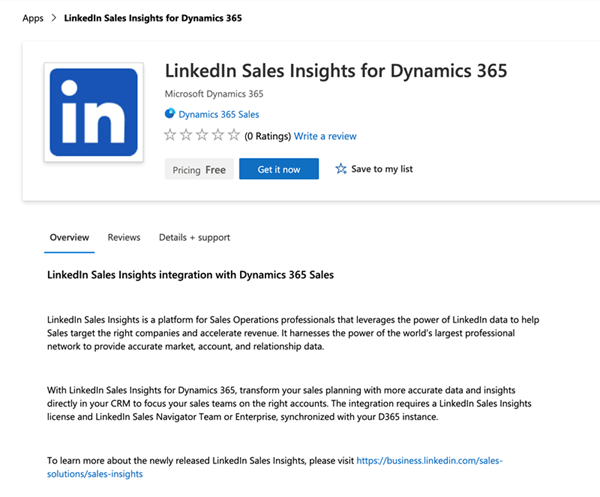 Apps > LinkedIn Sales Insights for Dynamics 365
in
LinkedIn Sales Insights for Dynamics 365
Microsoft Dynamics 365
Dynamics 365 Sales
(0 Ratings) Write a review
Pricing Free Get it now Save to my list
Overview Reviews Details + support
LinkedIn Sales Insights integration with Dynamics 365 Sales
LinkedIn Sales Insights is a platform for Sales Operations professionals that leverages the power of LinkedIn data to help
Sales target the right companies and accelerate revenue. It harnesses the power of the world's largest professional
network to provide accurate market, account, and relationship data.
With LinkedIn Sales Insights for Dynamics 365, transform your sales planning with more accurate data and insights
directly in your CRM to focus your sales teams on the right accounts. The integration requires a LinkedIn Sales Insights
license and LinkedIn Sales Navigator Team or Enterprise, synchronized with your D365 instance.
To learn more about the newly released LinkedIn Sales Insights, please visit https://business.linkedin.com/sales-
solutions/sales-insights